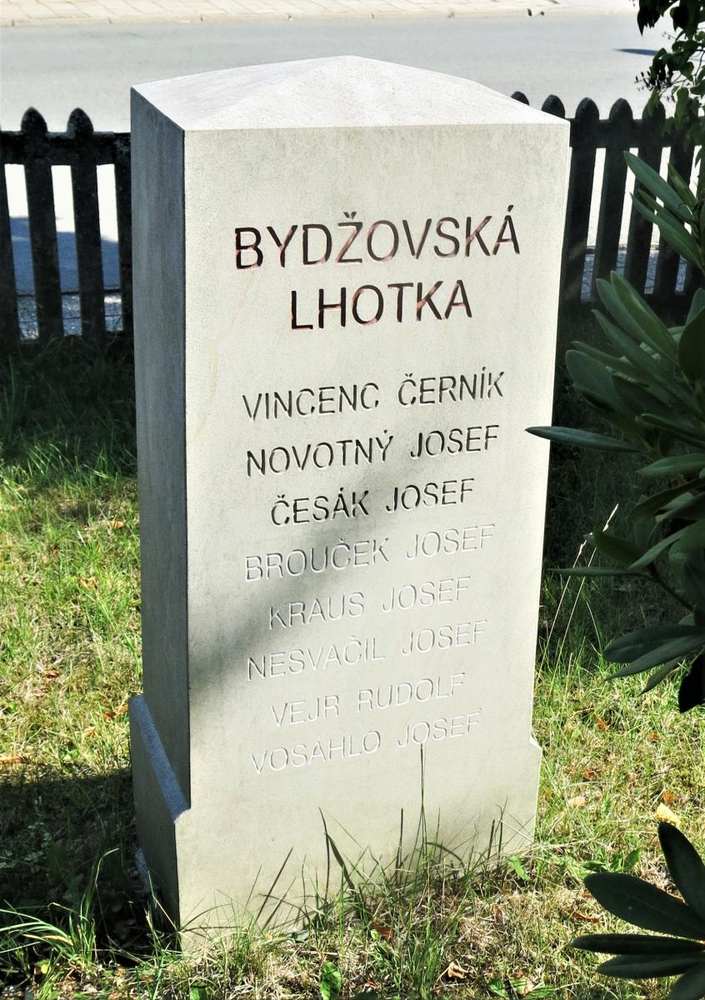 BYDŽOVSKÁ
LHOTKA
VINCENC ČERNÍK
NOVOTNÝ JOSEF
ČESÁK JOSEF
BROUČEK JOSEF
KRAUS JOSEF
NESVAČIL JOSEF
VEJR RUDOLF
VOSAHLO JOSEF